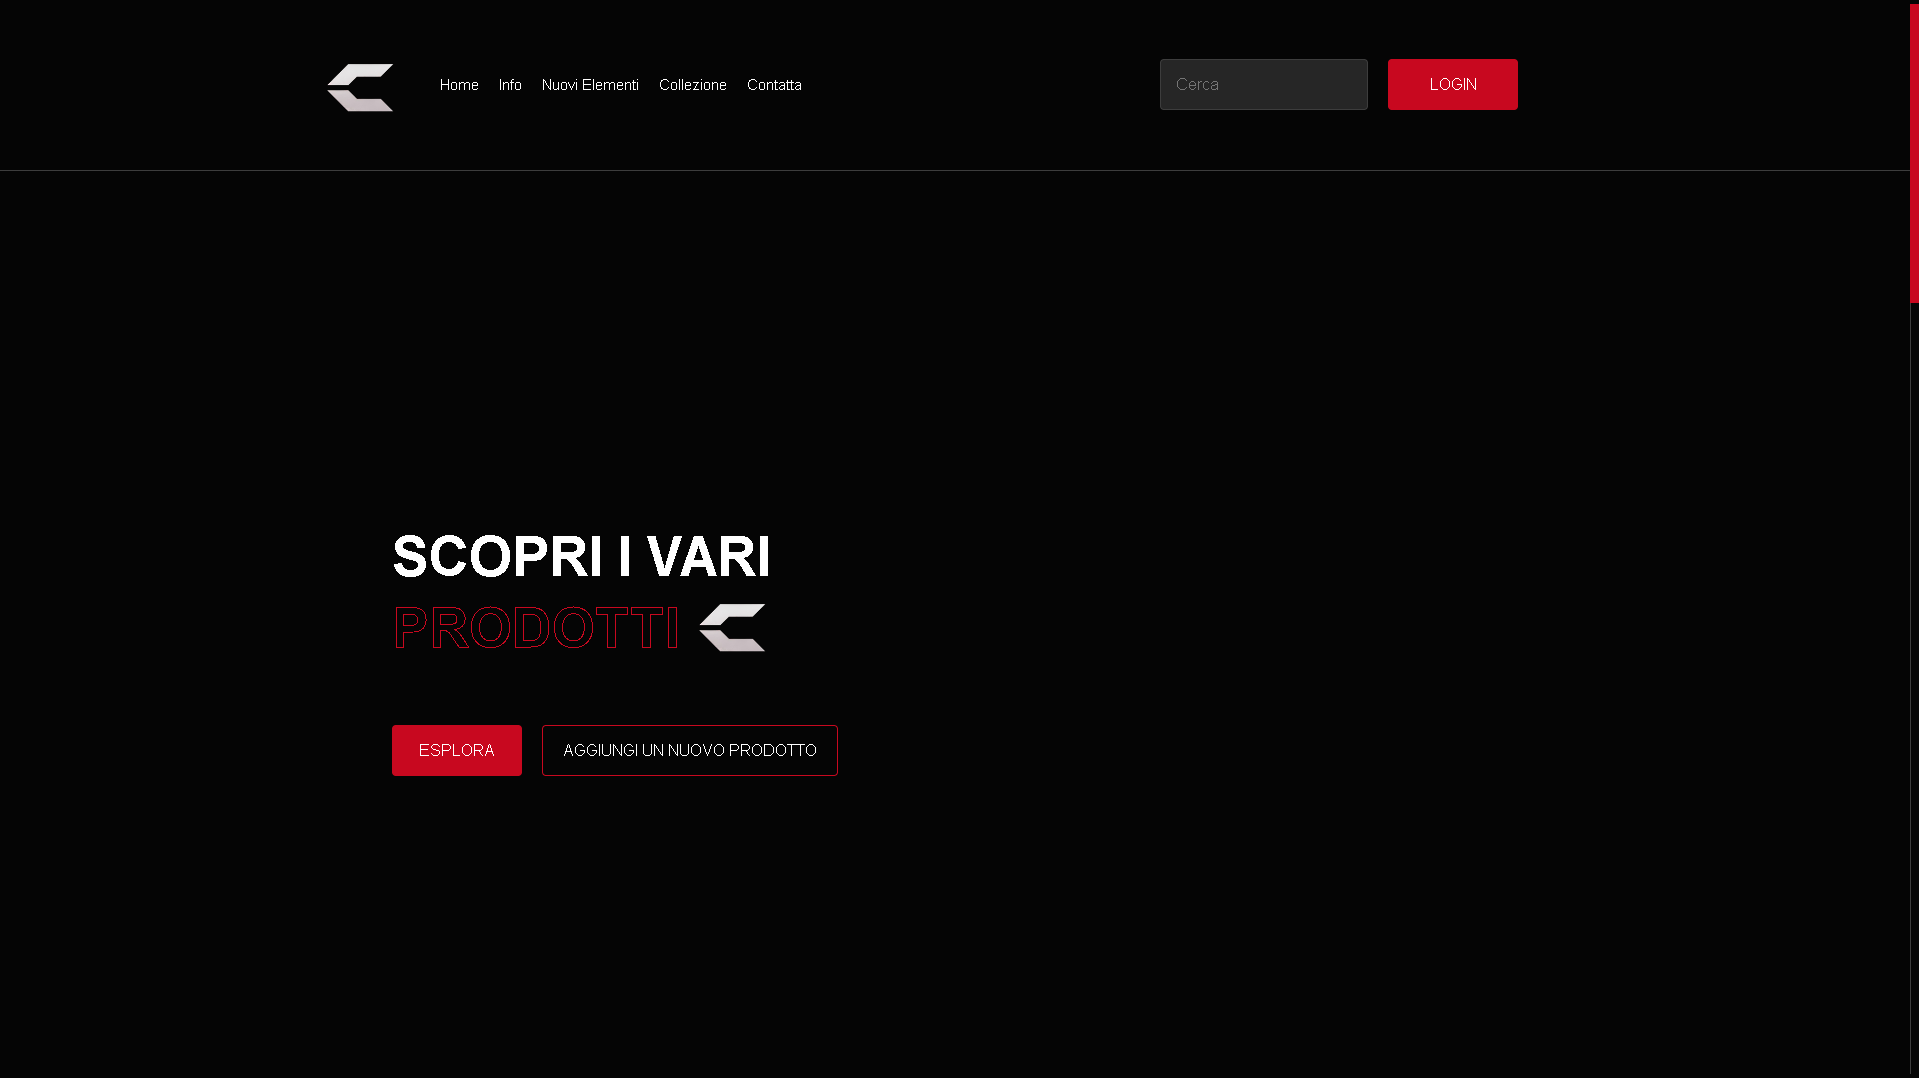 Home Info Nuovi Elementi Collezione Contatta
Cerca
LOGIN
SCOPRI I VARI
PRODOTTI
ESPLORA
AGGIUNGI UN NUOVO PRODOTTO